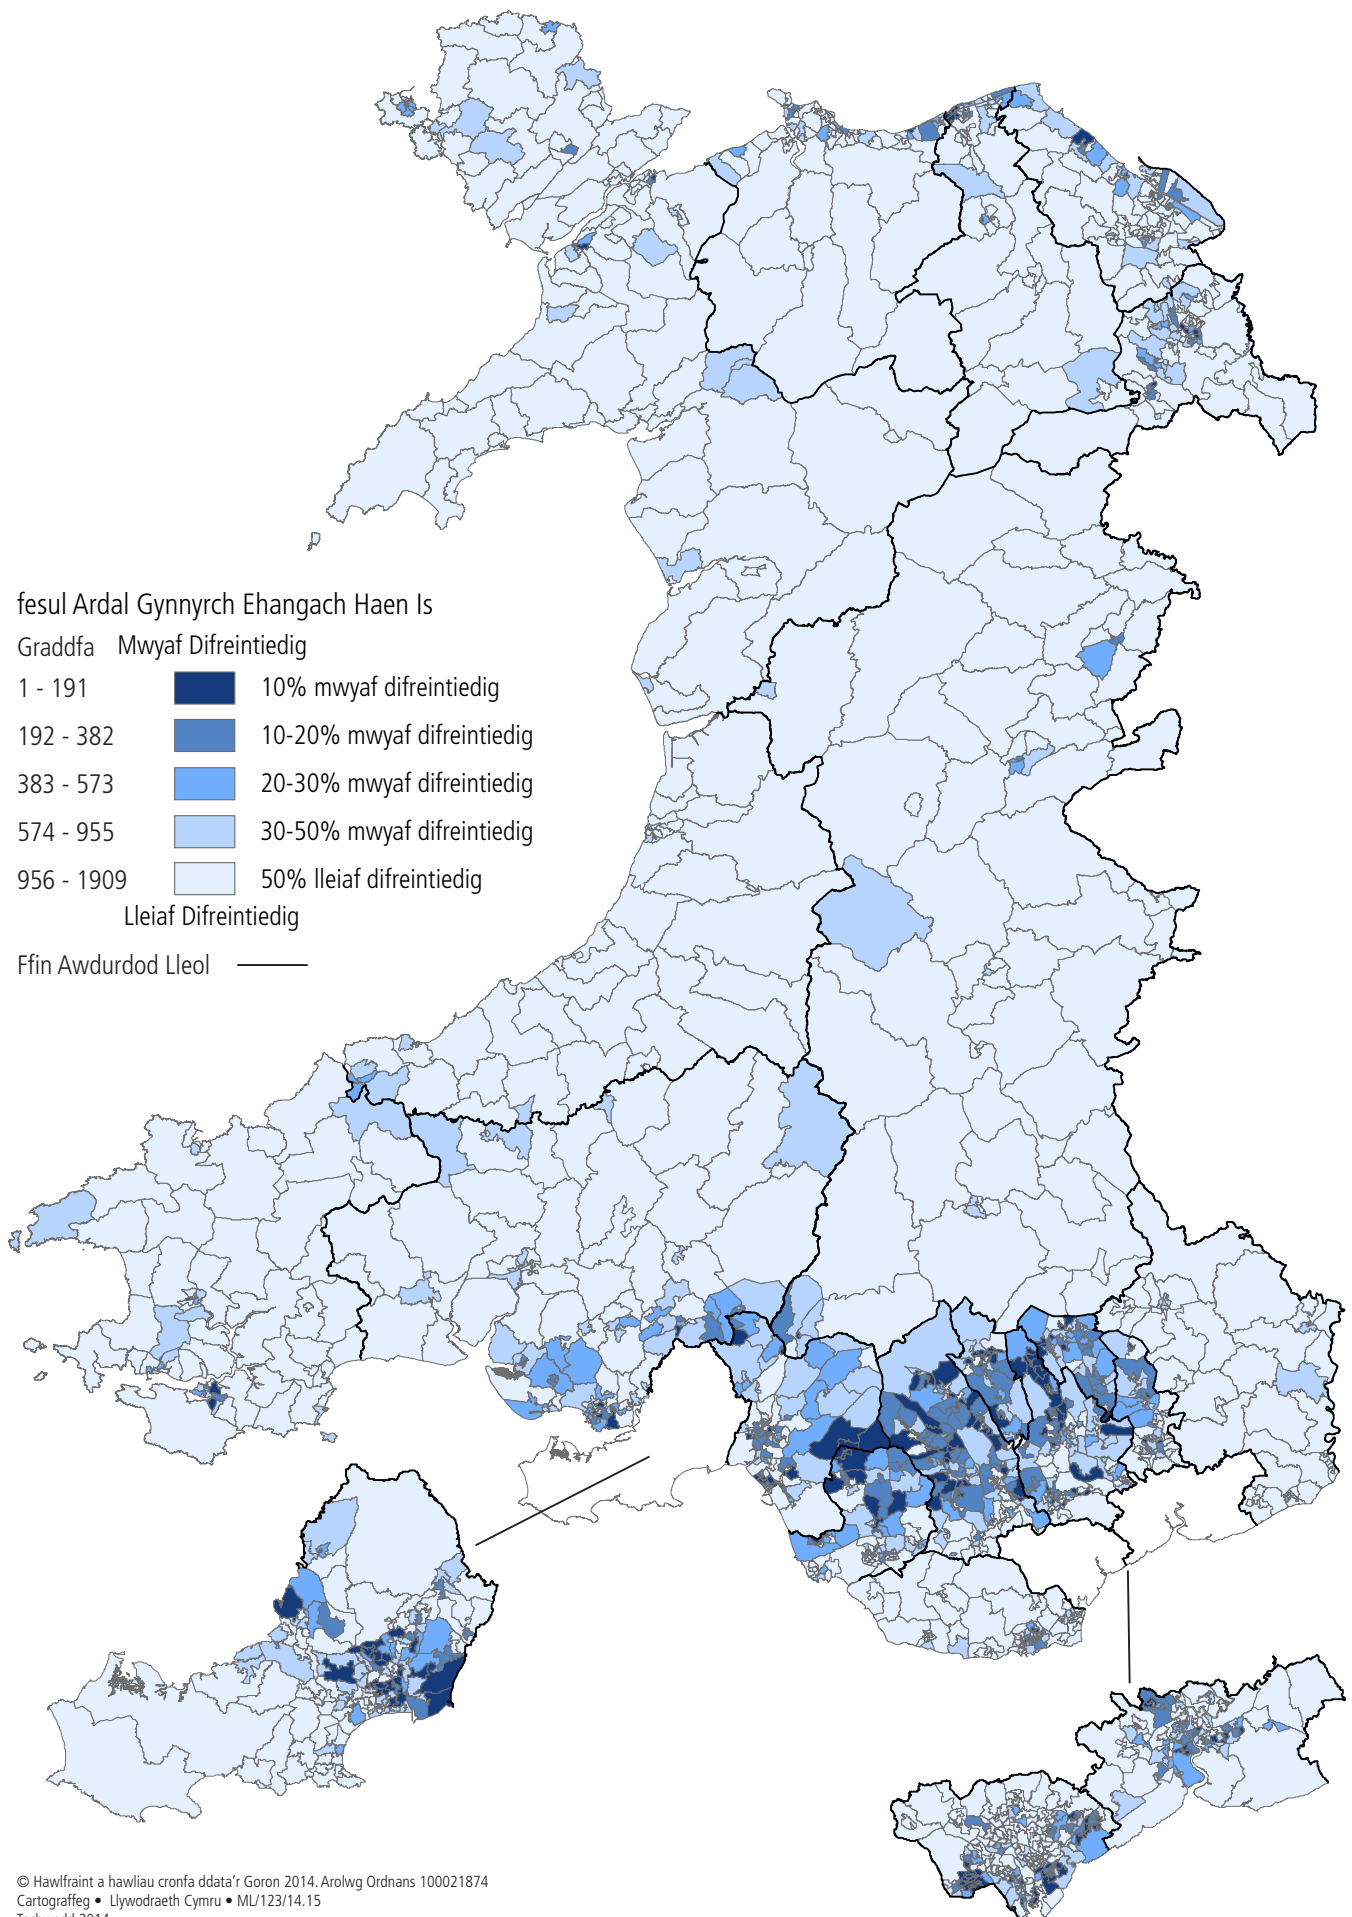 fesul Ardal Gynnyrch Ehangach Haen Is
Graddfa Mwyaf Difreintiedig
1 - 191 10% mwyaf difreintiedig
192 - 382 10-20% mwyaf difreintiedig
383 - 573 20-30% mwyaf difreintiedig
574 - 955 30-50% mwyaf difreintiedig
956 - 1909 50% lleiaf difreintiedig
Lleiaf Difreintiedig
Ffin Awdurdod Lleol
© Hawlfraint a hawliau cronfa ddata'r Goron 2014. Arolwg Ordnans 100021874
Cartograffeg • Llywodraeth Cymru • ML/123/14.15
2014